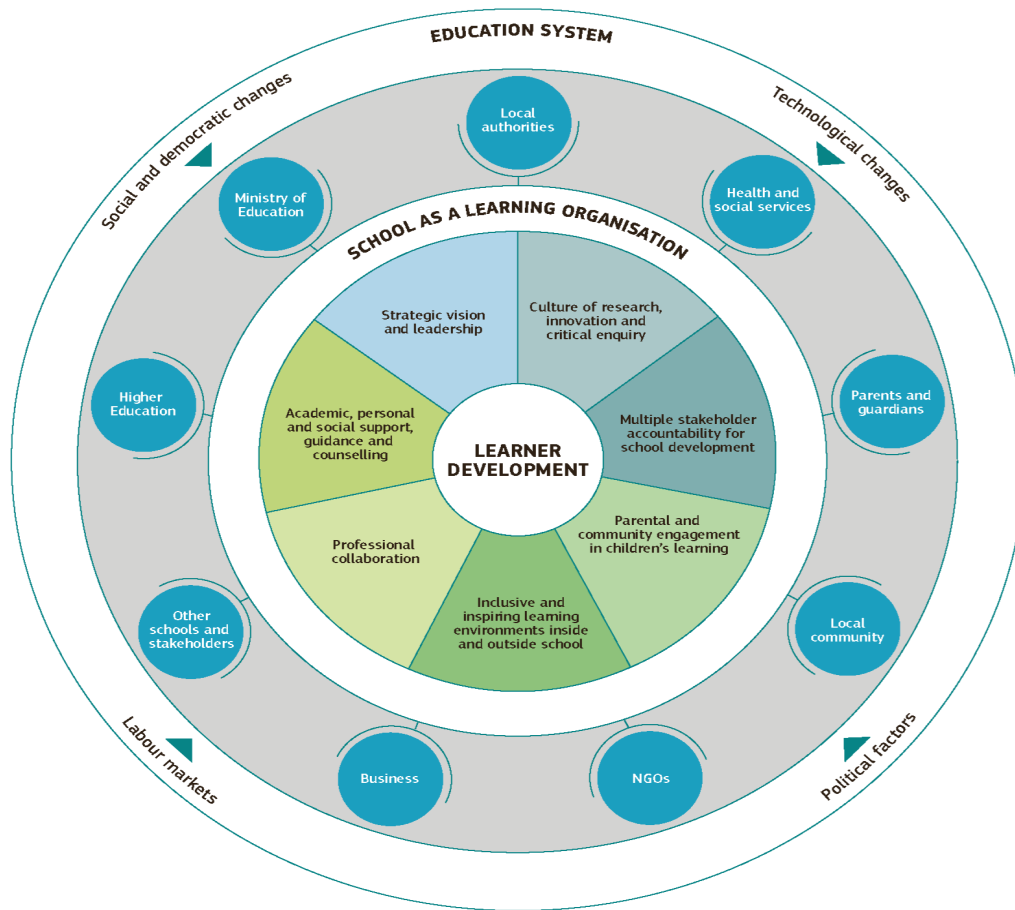 EDUCATION SYSTEM
Social and democratic changes
Technological changes
Local
authorities
Ministry of
Education
Health and
social services
SCHOOL AS A LEARNING ORGANISATION
Strategic vision
and leadership
Culture of research,
innovation and
critical enquiry
Higher
Education
Parents and
guardians
Academic, personal
and social support,
guidance and
counselling
Multiple stakeholder
accountability for
school development
LEARNER
DEVELOPMENT
Professional
collaboration
Parental and
community engagement
in children’s learning
Inclusive and
inspiring learning
environments inside
and outside school
Other
schools and
stakeholders
Local
community
Business
NGOs
Labour markets
Political factors